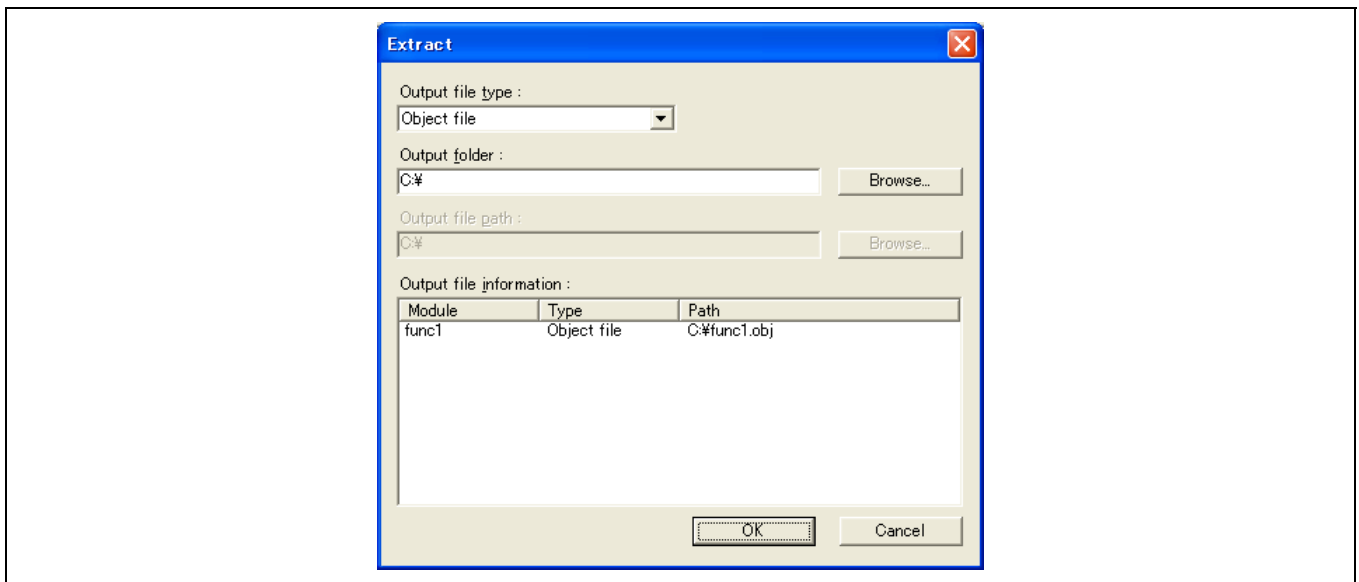 Extract
Output file type :
Object file
Output folder :
C:¥
Browse...
Output file path :
C:¥
Browse...
Output file information :
Module Type Path
func1 Object file C:¥func1.obj
OK Cancel